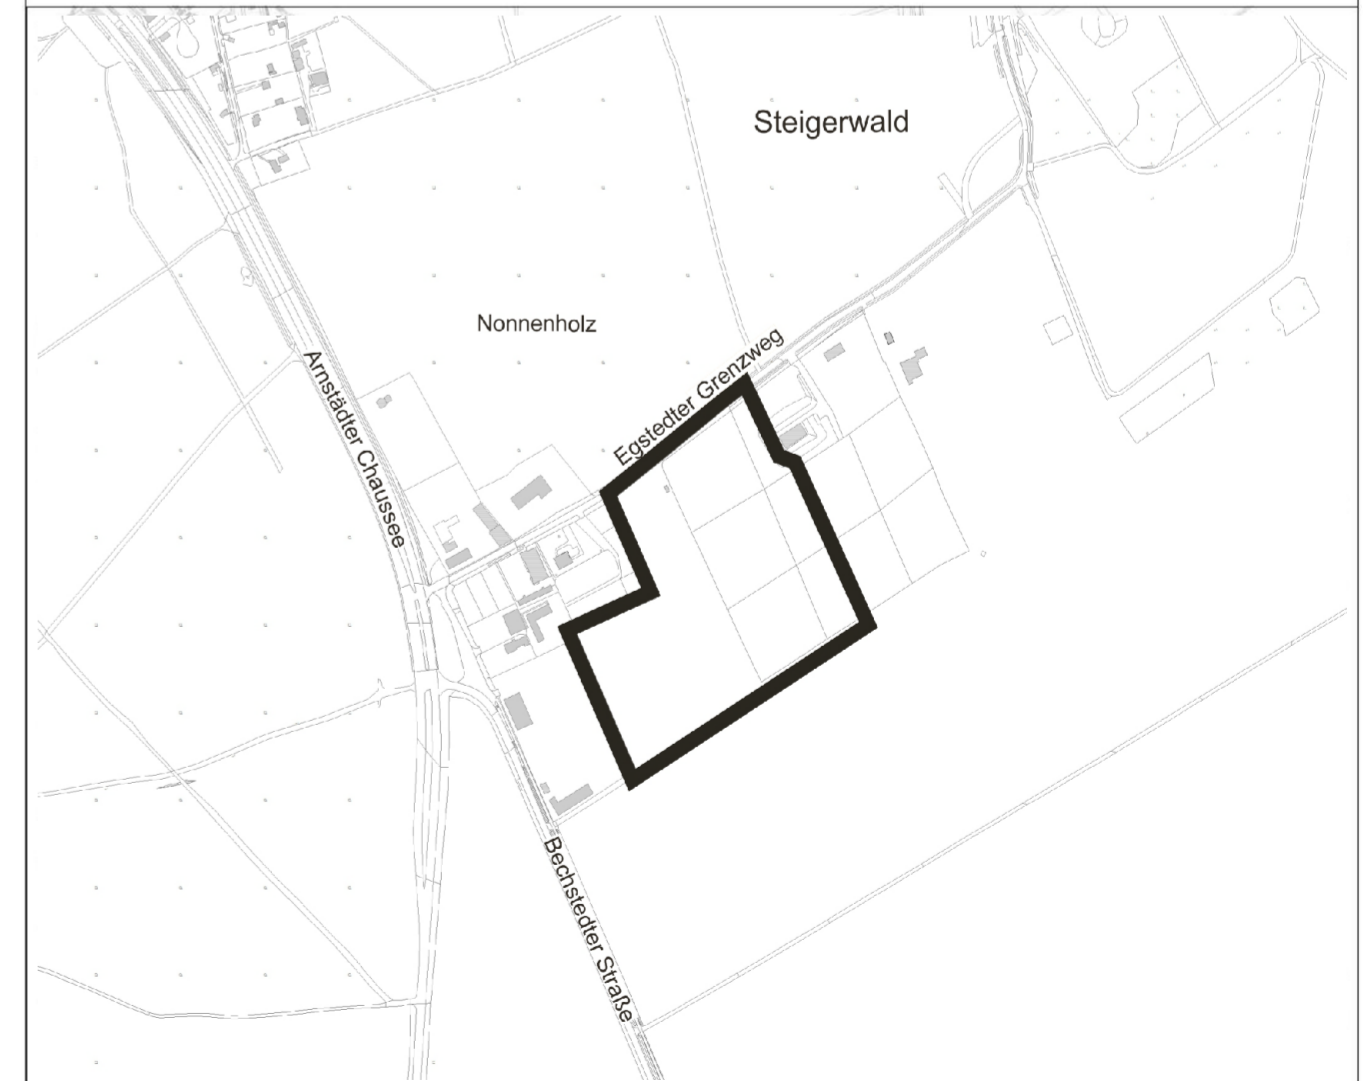 Steigerwald
Nonnenholz
Egstedter Grenzweg
Arnstädter Chaussee
Bechstedter Straße